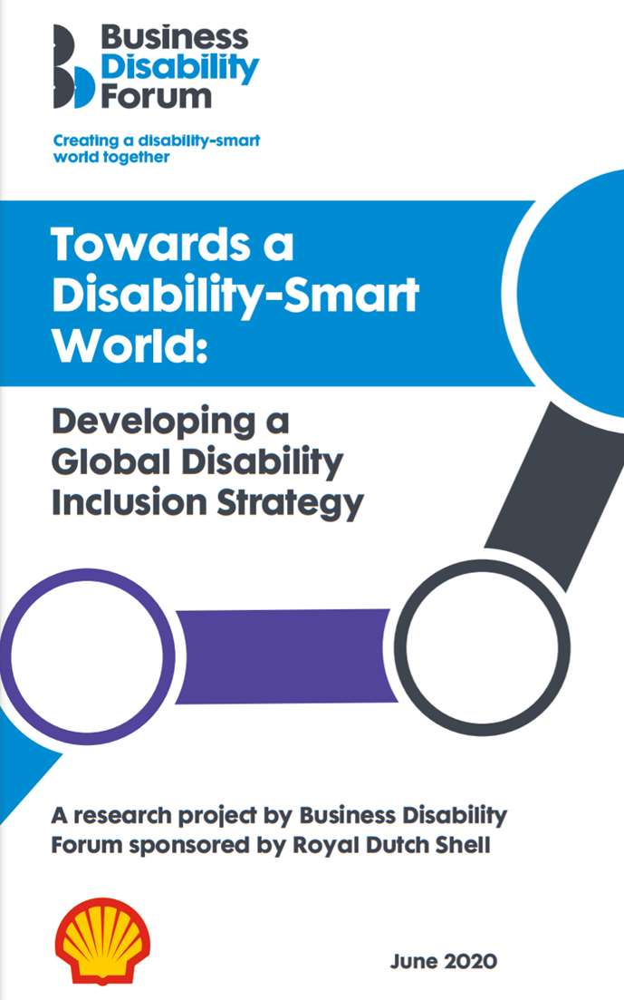 Business
Disability
Forum
Creating a disability-smart
world together
Towards a
Disability-Smart
World:
Developing a
Global Disability
Inclusion Strategy
A research project by Business Disability
Forum sponsored by Royal Dutch Shell
June 2020